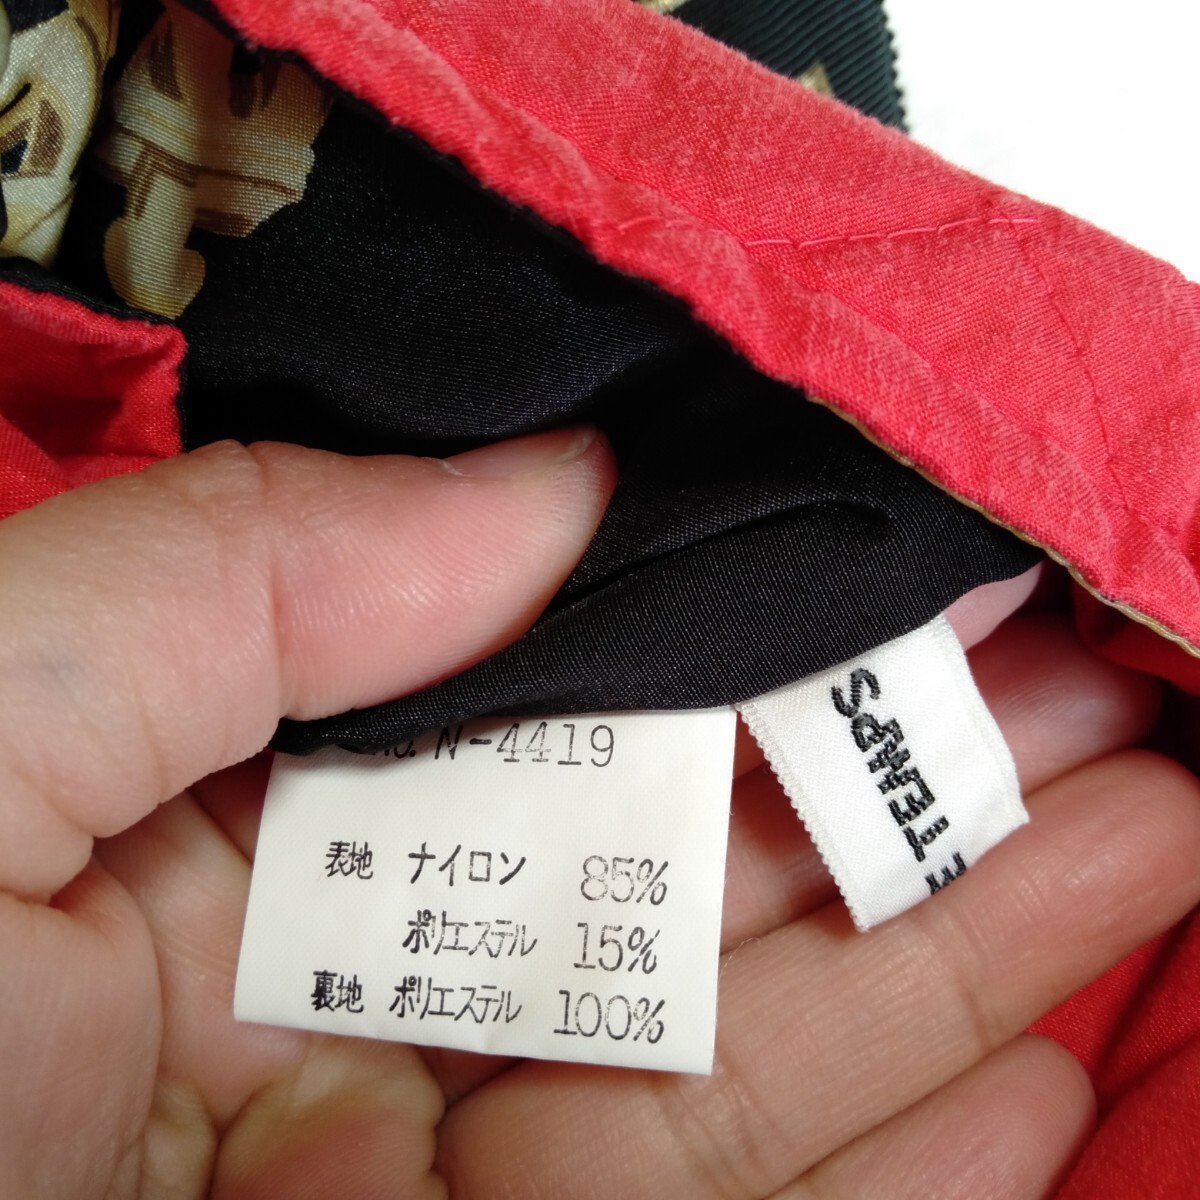 No. N-4419
表地 ナイロン 85%
ポリエステル 15%
裏地 ポリエステル 100%